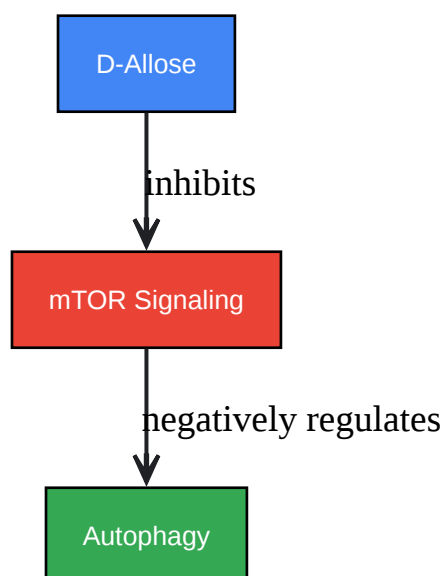 D-Allose
inhibits
mTOR Signaling
negatively regulates
Autophagy